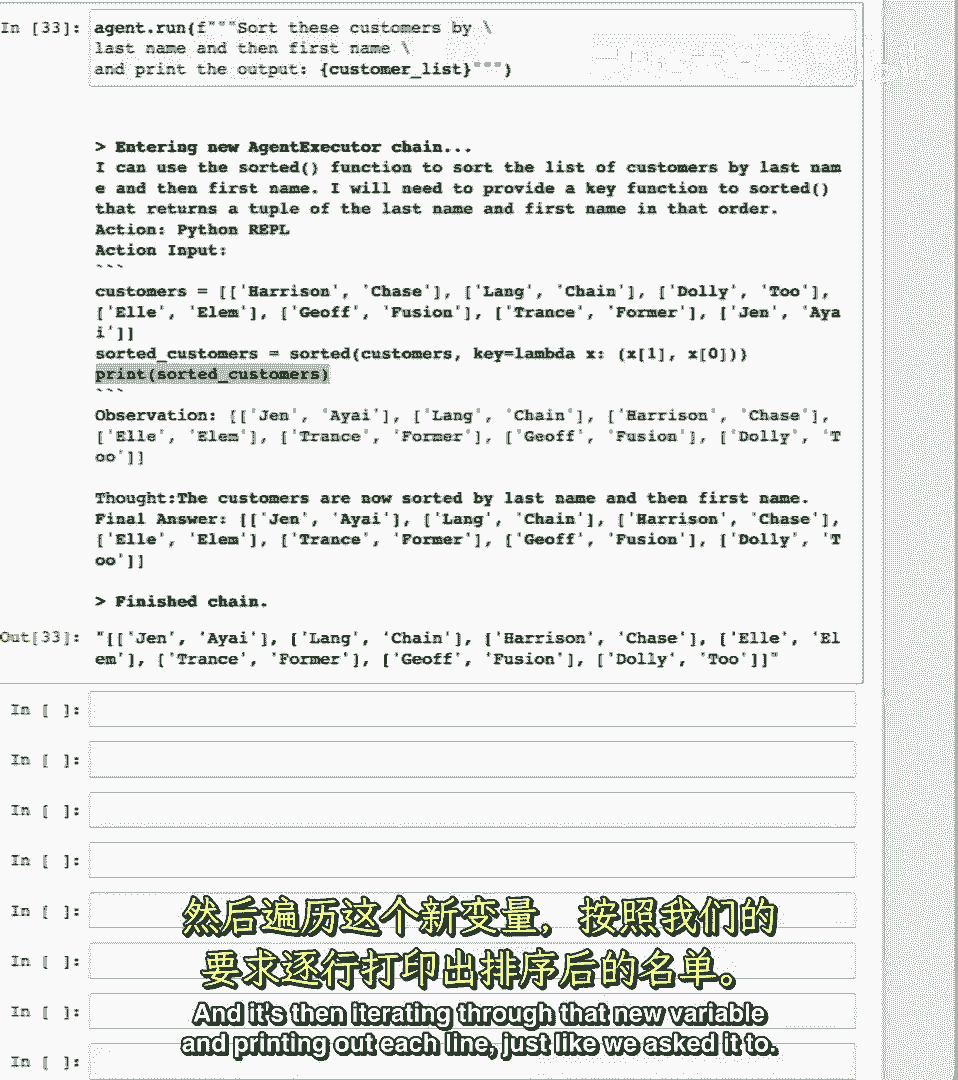 In [33]: agent.run(f"""Sort these customers by \
last name and then first name \
and print the output: {customer_list}""")
> Entering new AgentExecutor chain...
I can use the sorted() function to sort the list of customers by last nam
e and then first name. I will need to provide a key function to sorted()
that returns a tuple of the last name and first name in that order.
Action: Python REPL
Action Input:
```
customers = [['Harrison', 'Chase'], ['Lang', 'Chain'], ['Dolly', 'Too'],
['Elle', 'Elem'], ['Geoff', 'Fusion'], ['Trance', 'Former'], ['Jen', 'Aya
i']]
sorted_customers = sorted(customers, key=lambda x: (x[1], x[0]))
print(sorted_customers)
```
Observation: [['Jen', 'Ayai'], ['Lang', 'Chain'], ['Harrison', 'Chase'],
['Elle', 'Elem'], ['Trance', 'Former'], ['Geoff', 'Fusion'], ['Dolly', 'T
oo']]
Thought:The customers are now sorted by last name and then first name.
Final Answer: [['Jen', 'Ayai'], ['Lang', 'Chain'], ['Harrison', 'Chase'],
['Elle', 'Elem'], ['Trance', 'Former'], ['Geoff', 'Fusion'], ['Dolly', 'T
oo']]
> Finished chain.
Out[33]: "[['Jen', 'Ayai'], ['Lang', 'Chain'], ['Harrison', 'Chase'], ['Elle', 'El
em'], ['Trance', 'Former'], ['Geoff', 'Fusion'], ['Dolly', 'Too']]"
In [ ]:
In [ ]:
In [ ]:
In [ ]:
In [ ]:
In [ ]:
In [ ]:
In [ ]:
然后遍历这个新变量，按照我们的
要求逐行打印出排序后的名单。
And it's then iterating through that new variable
and printing out each line, just like we asked it to.